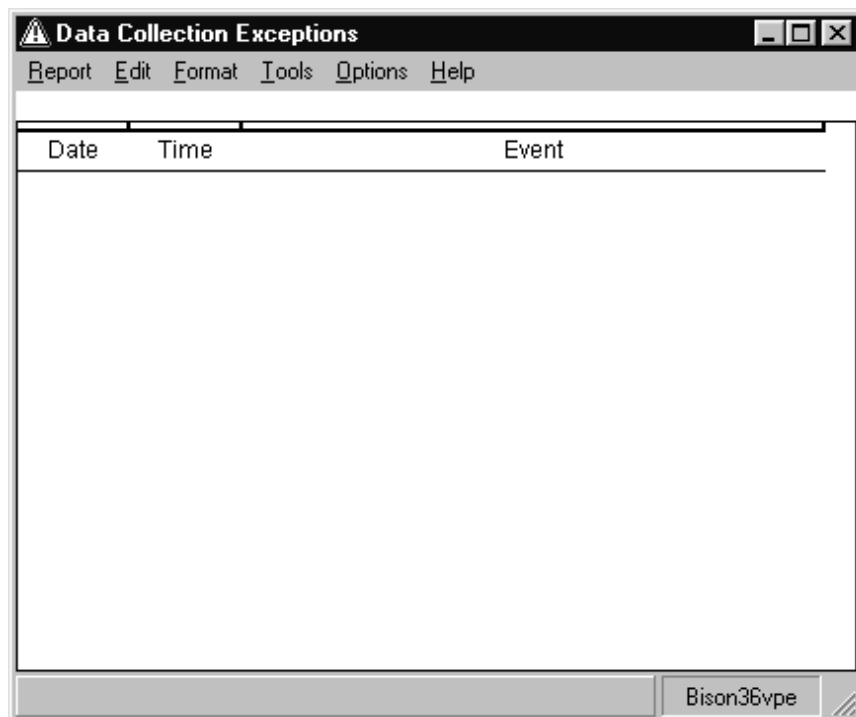 Data Collection Exceptions
Report Edit Format Tools Options Help
Date Time Event
Bison36vpe